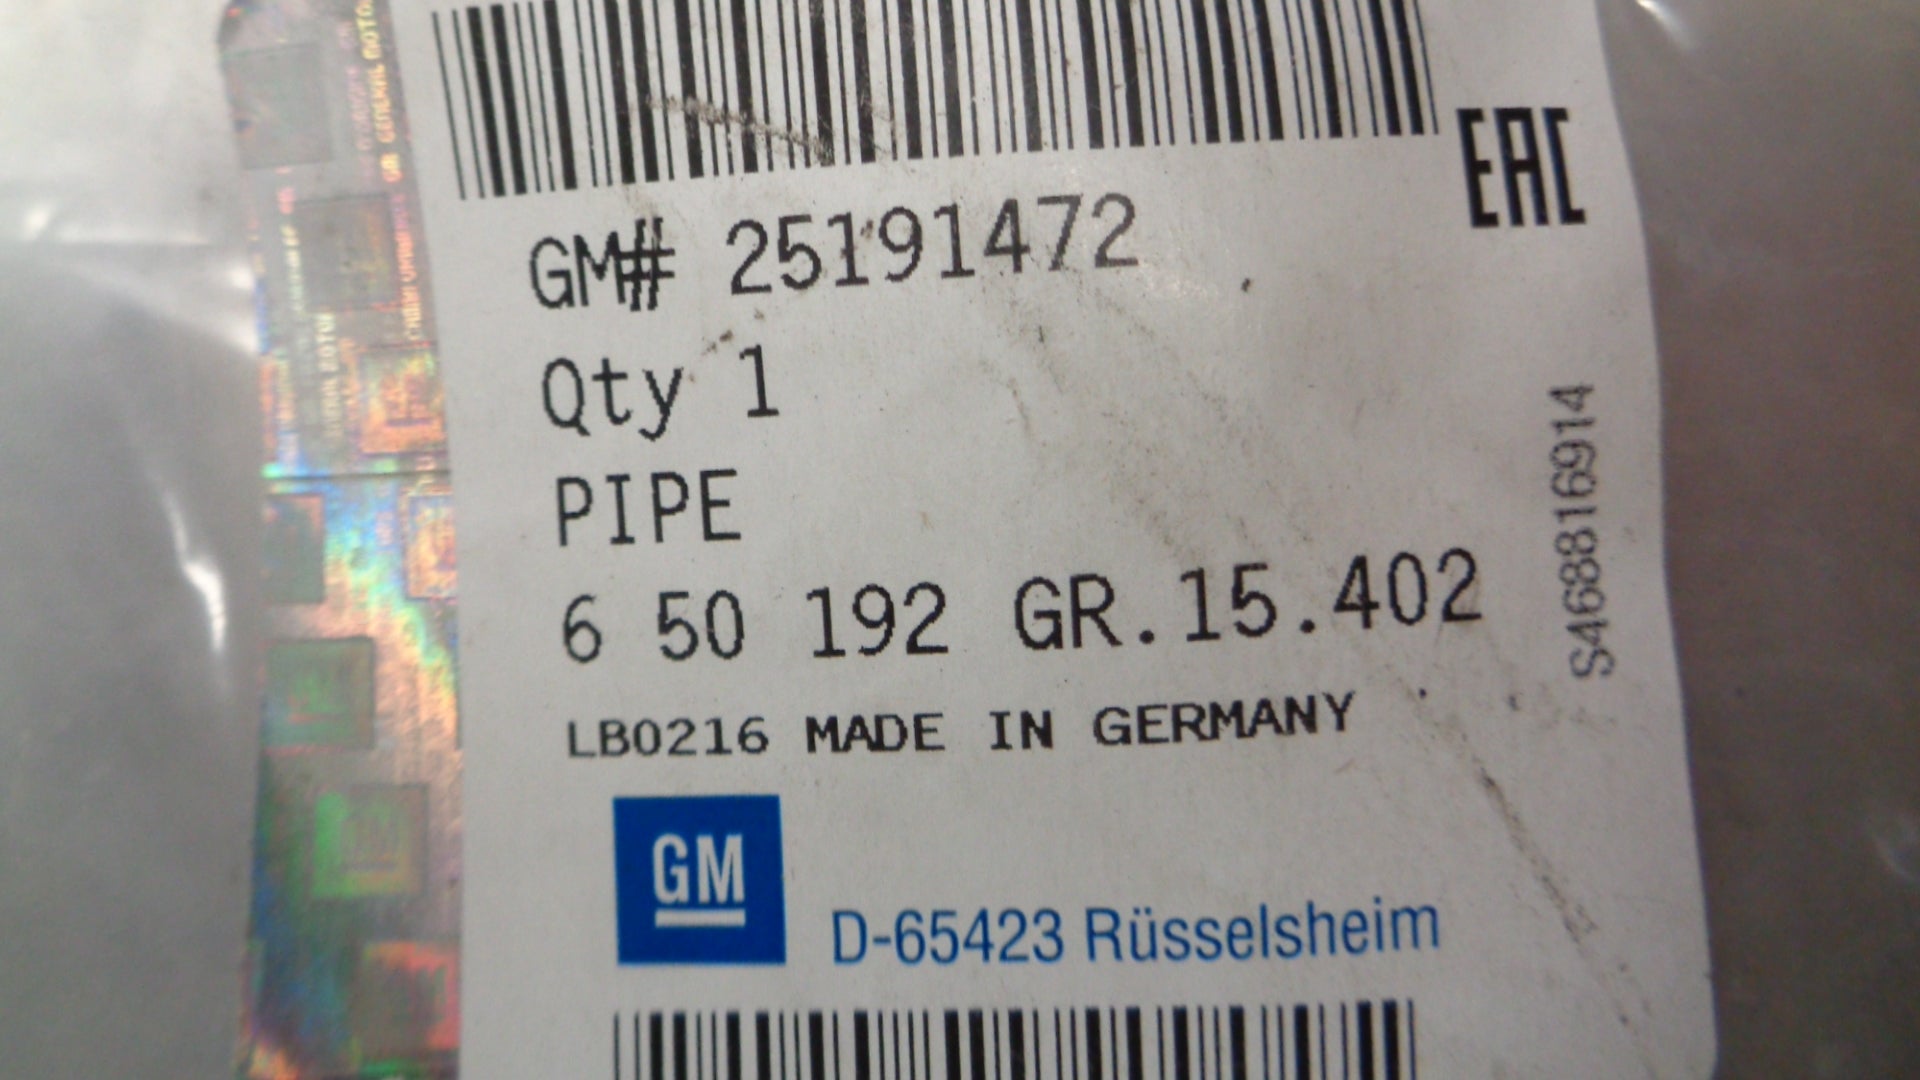 EAC
GM# 25191472
Qty 1
PIPE
6 50 192 GR.15.402
LB0216 MADE IN GERMANY
S468816914
GM
D-65423 Rüsselsheim